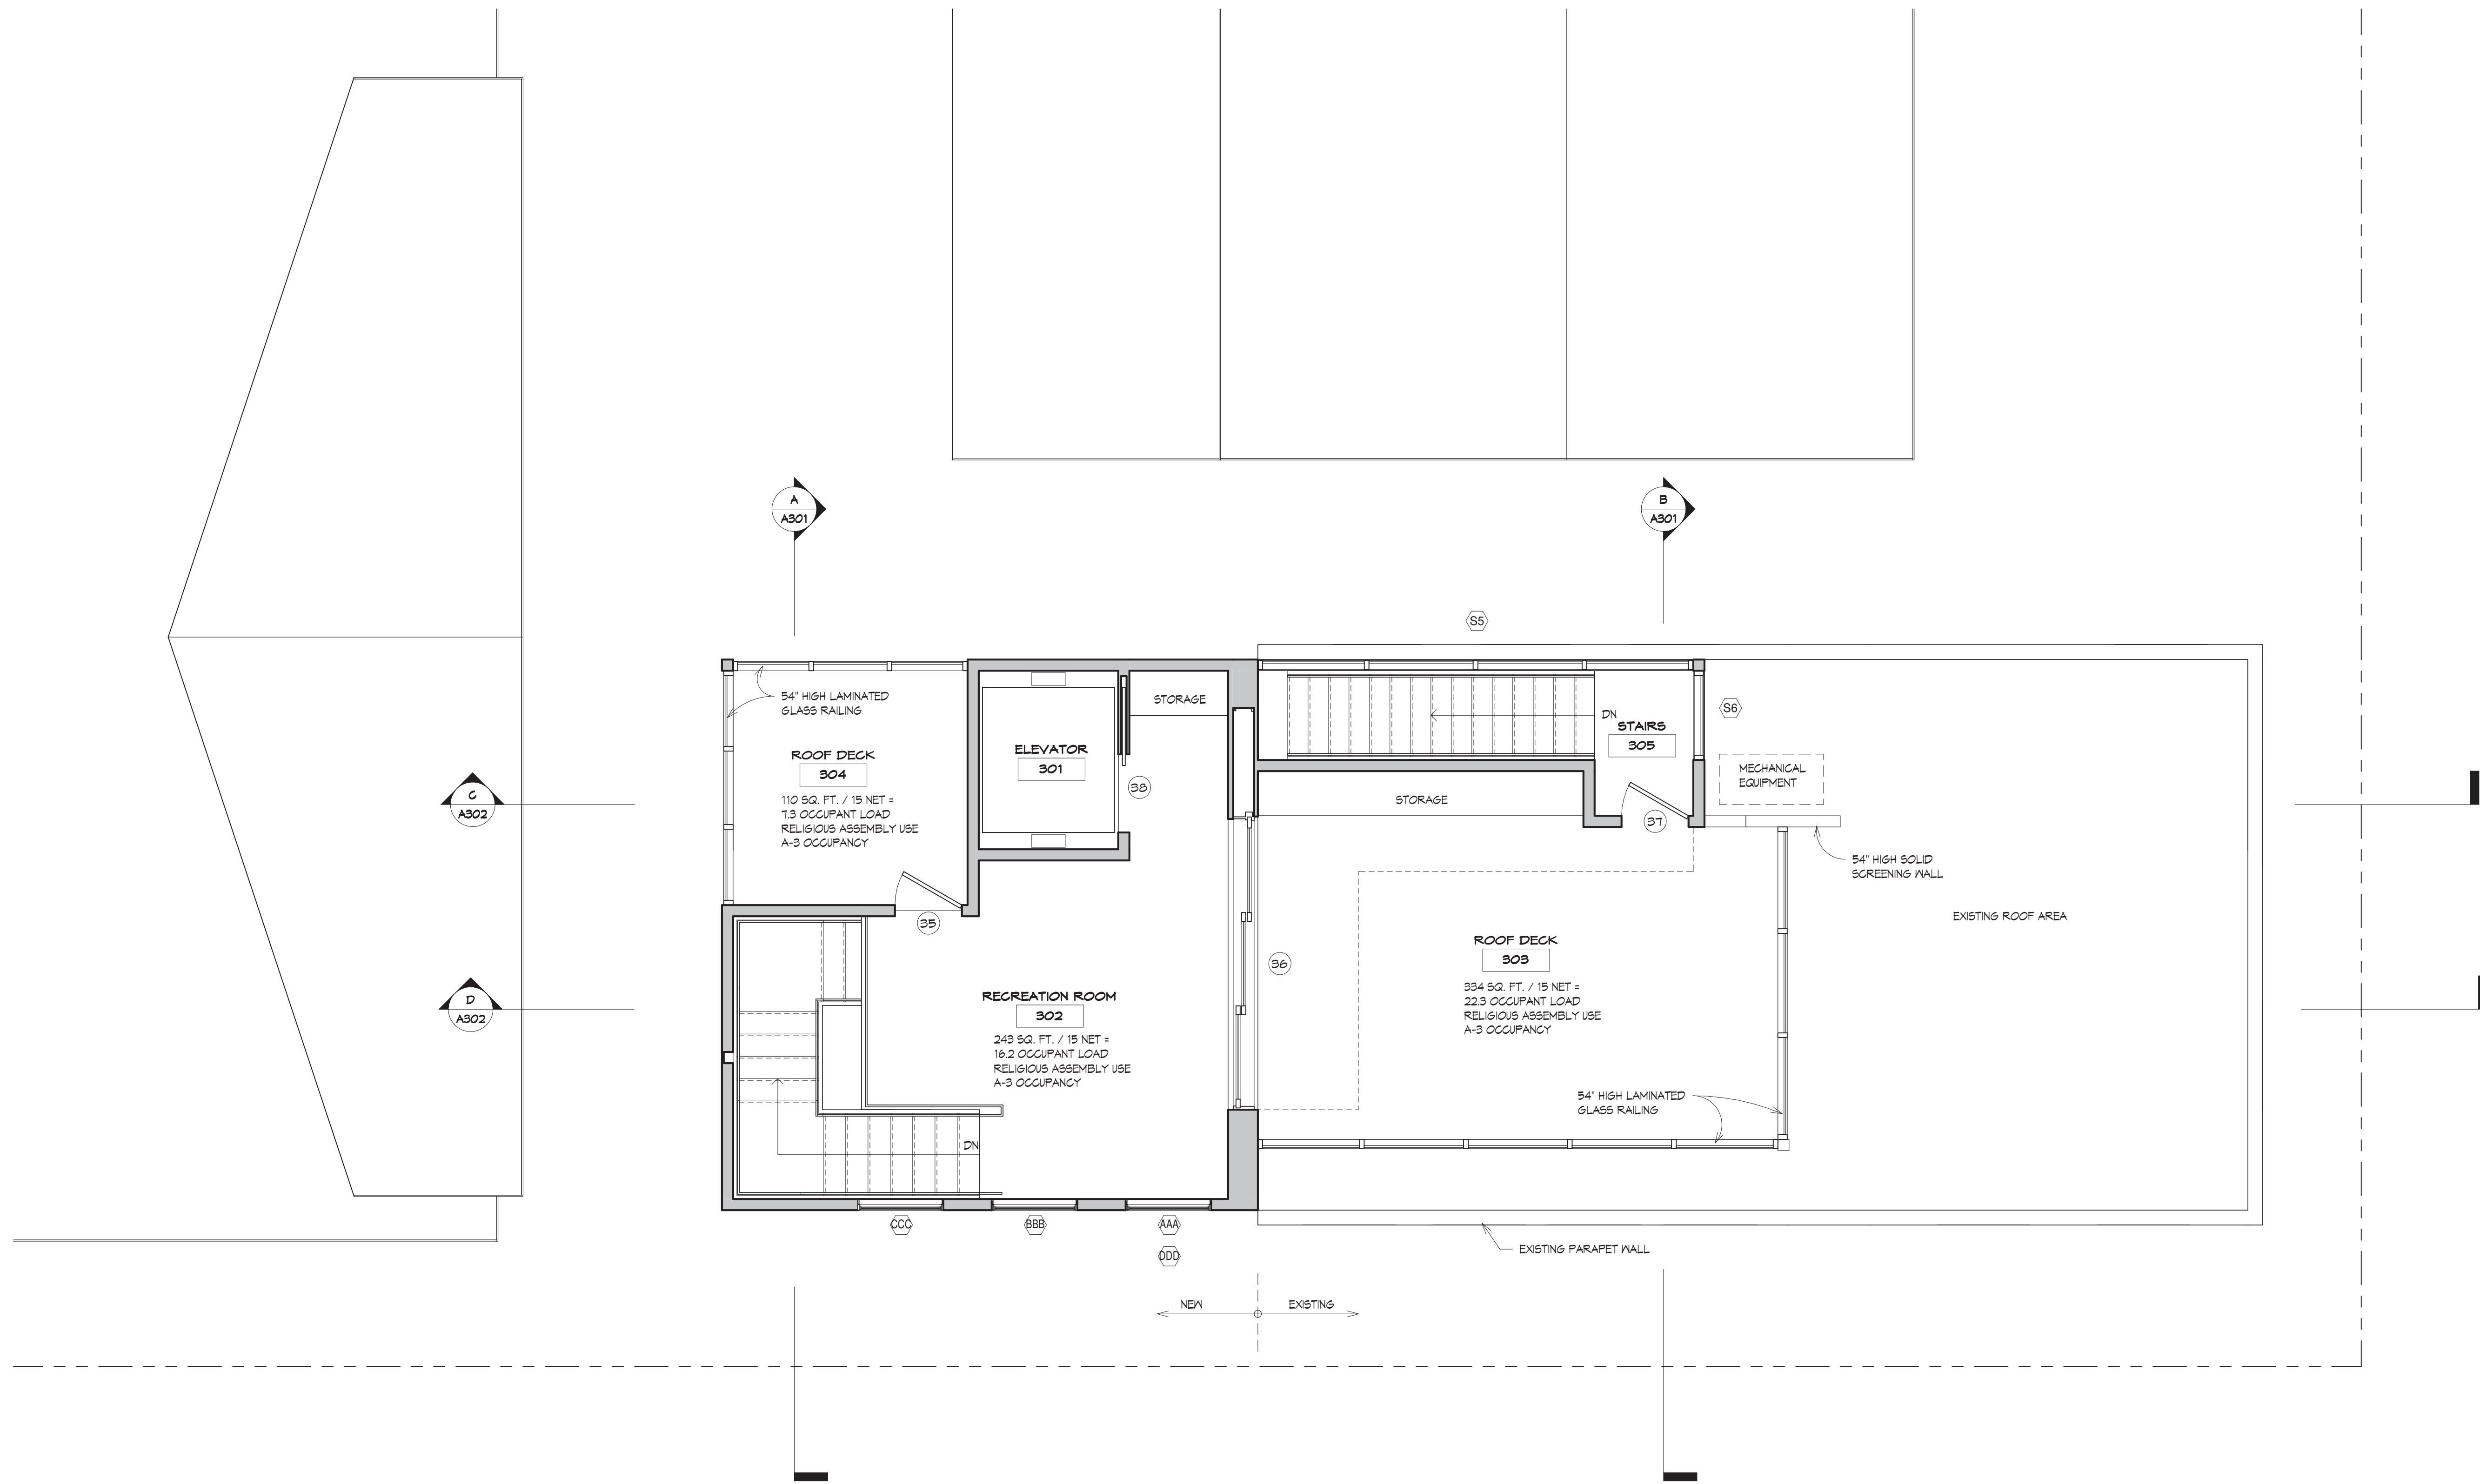 A
A301
B
A301
S5
54" HIGH LAMINATED
GLASS RAILING
STORAGE
S6
DN
STAIRS
305
ROOF DECK
304
ELEVATOR
301
38
MECHANICAL
EQUIPMENT
C
A302
110 SQ. FT. / 15 NET =
7.3 OCCUPANT LOAD
RELIGIOUS ASSEMBLY USE
A-3 OCCUPANCY
STORAGE
37
54" HIGH SOLID
SCREENING WALL
35
EXISTING ROOF AREA
36
ROOF DECK
303
334 SQ. FT. / 15 NET =
22.3 OCCUPANT LOAD
RELIGIOUS ASSEMBLY USE
A-3 OCCUPANCY
D
A302
RECREATION ROOM
302
243 SQ. FT. / 15 NET =
16.2 OCCUPANT LOAD
RELIGIOUS ASSEMBLY USE
A-3 OCCUPANCY
54" HIGH LAMINATED
GLASS RAILING
DN
CCC
BBB
AAA
DDD
EXISTING PARAPET WALL
NEW
EXISTING